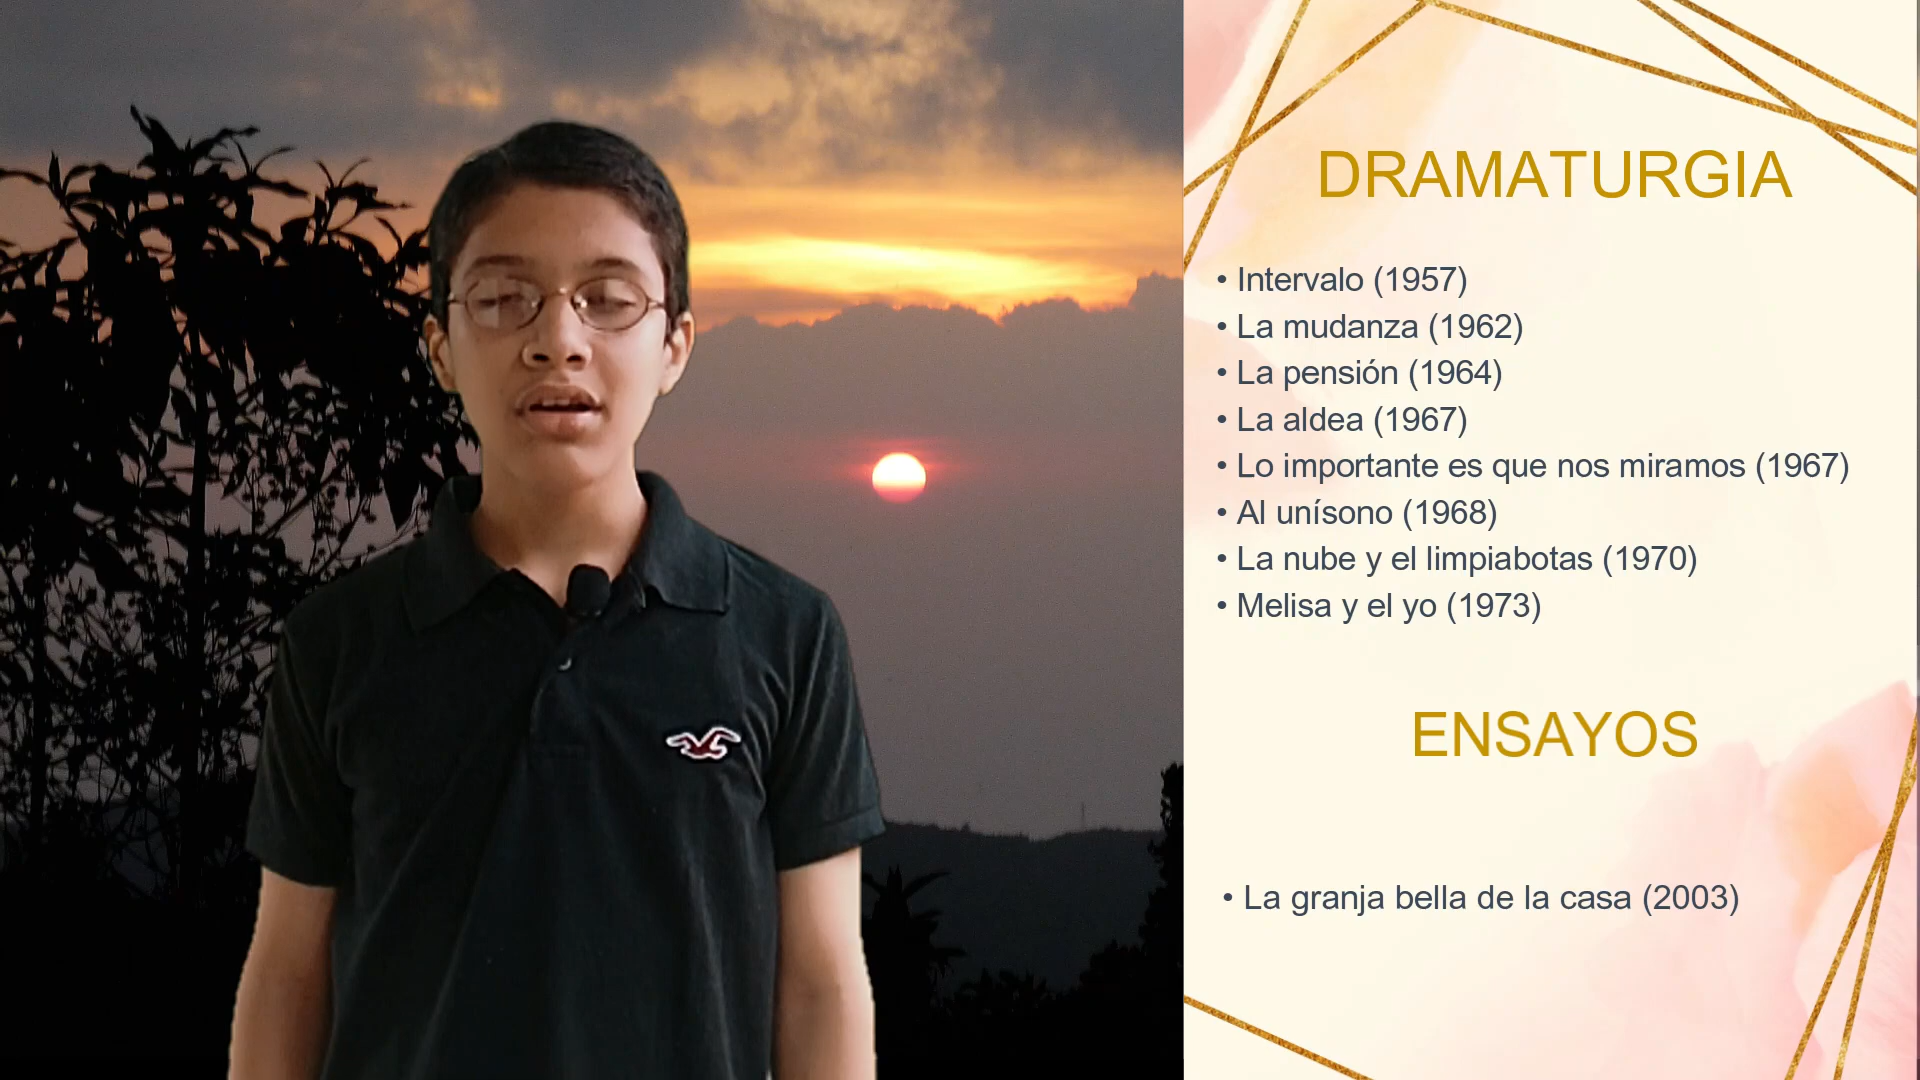 DRAMATURGIA
• Intervalo (1957)
• La mudanza (1962)
• La pensión (1964)
• La aldea (1967)
• Lo importante es que nos miramos (1967)
• Al unísono (1968)
• La nube y el limpiabotas (1970)
• Melisa y el yo (1973)
ENSAYOS
• La granja bella de la casa (2003)